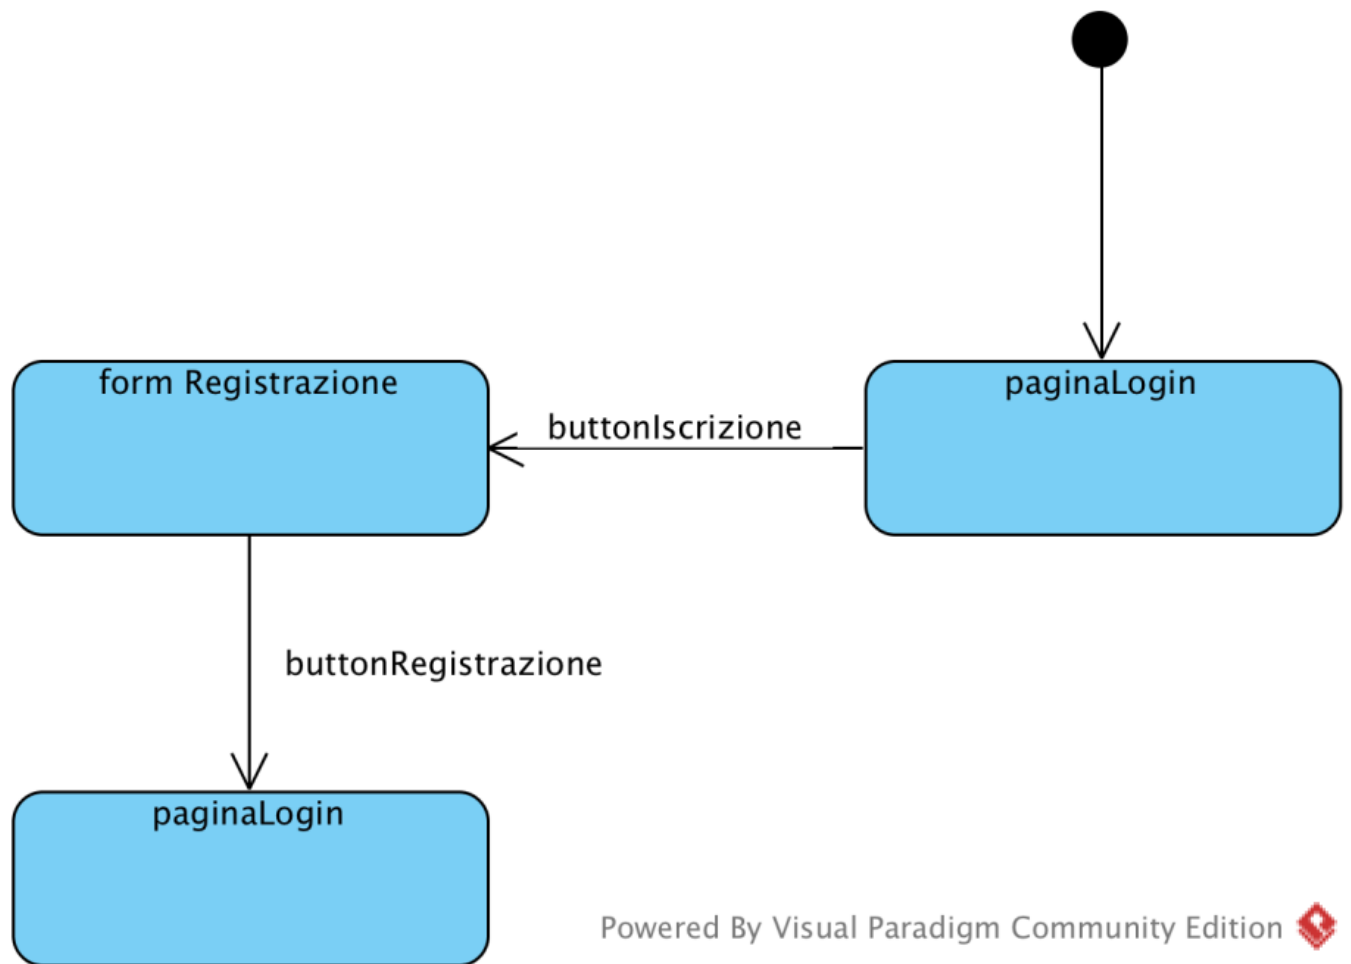 form Registrazione
paginaLogin
buttonIscrizione
buttonRegistrazione
paginaLogin
Powered By Visual Paradigm Community Edition